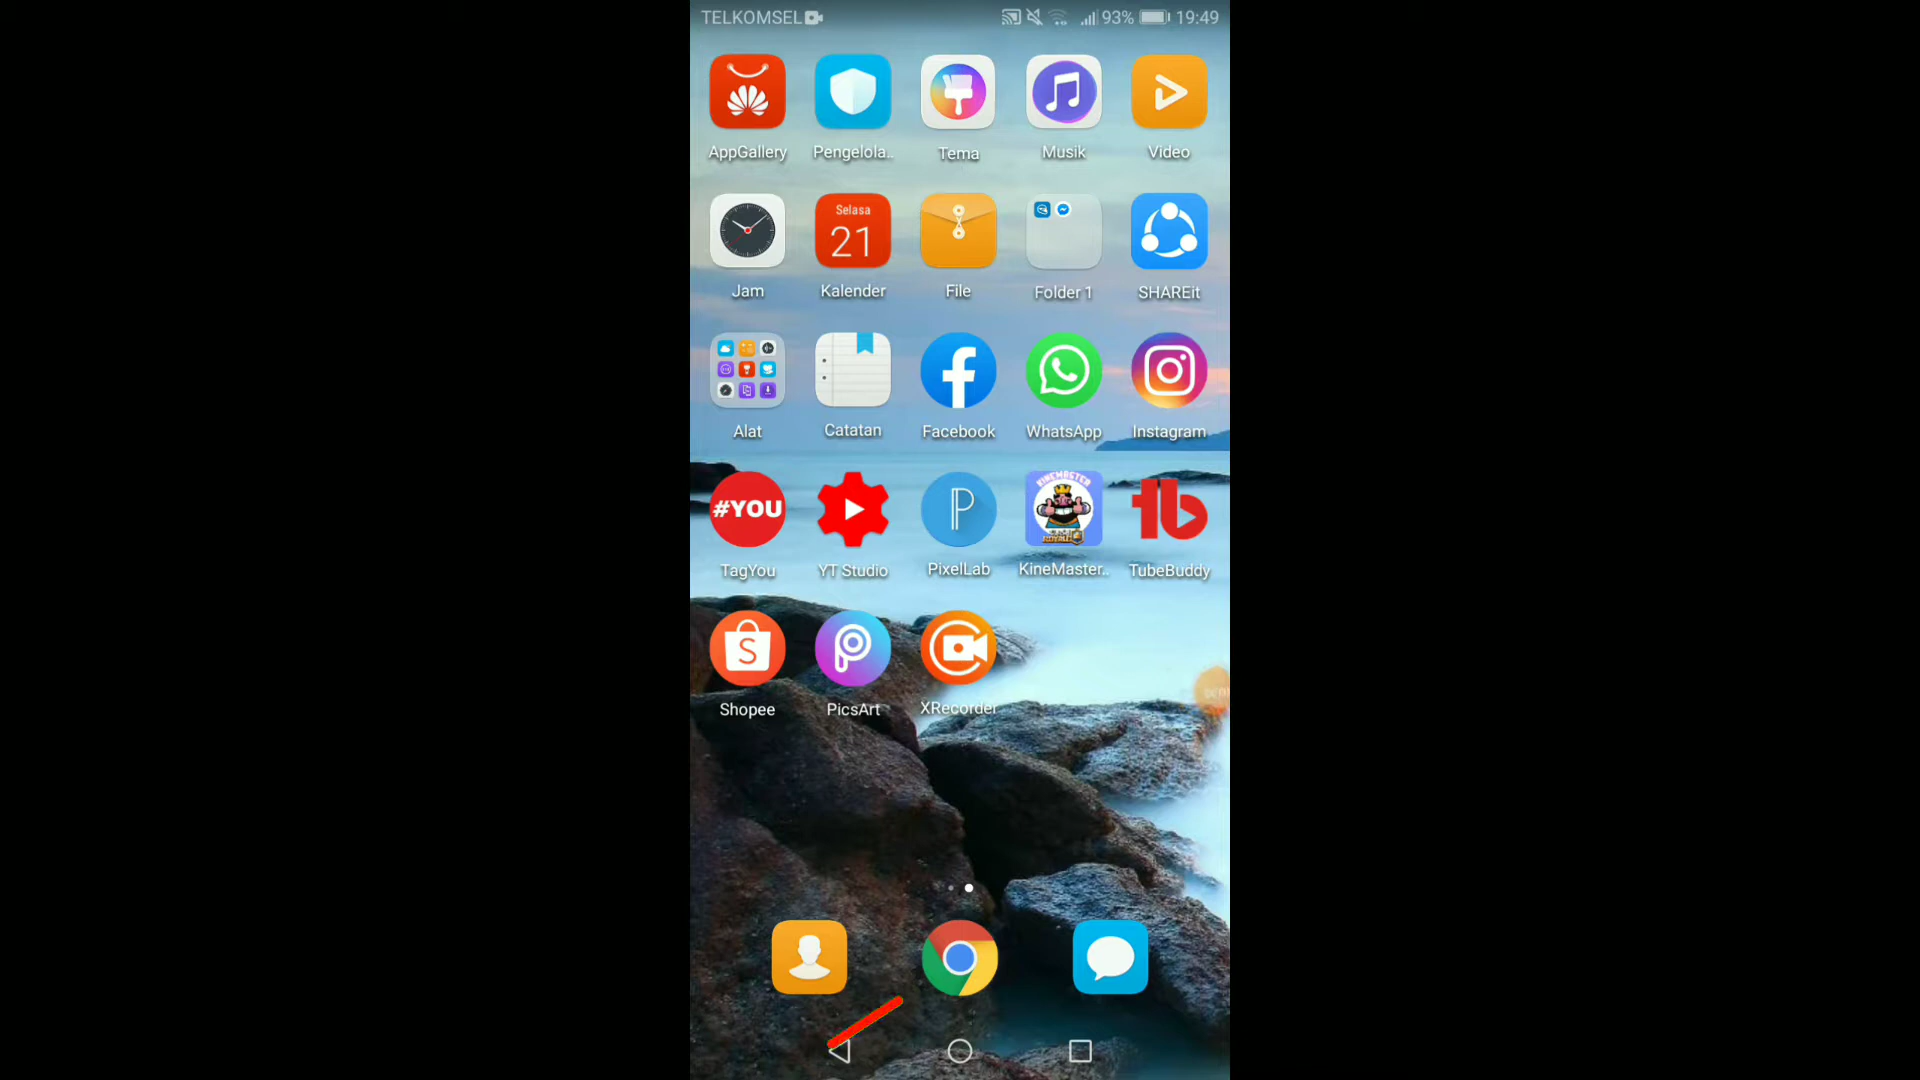 TELKOMSEL 93% 19:49
AppGallery Pengelola.. Tema Musik Video
Selasa
21
Jam Kalender File Folder 1 SHAREit
Alat Catatan Facebook WhatsApp Instagram
#YOU KINEMASTER
ROYALE
TagYou YT Studio PixelLab KineMaster.. TubeBuddy
Shopee PicsArt XRecorder